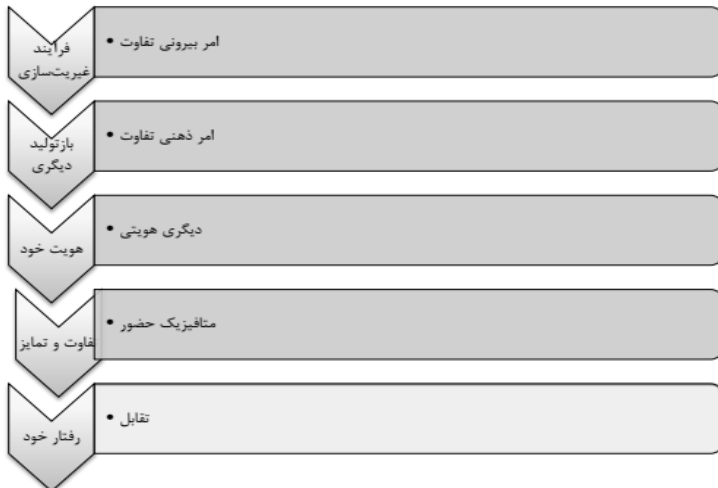 فرآیند
غیریت‌سازی
• امر بیرونی تفاوت
بازتولید
دیگری
• امر ذهنی تفاوت
هویت خود
• دیگری هویتی
فاوت و تمایز
• متافیزیک حضور
رفتار خود
• تقابل